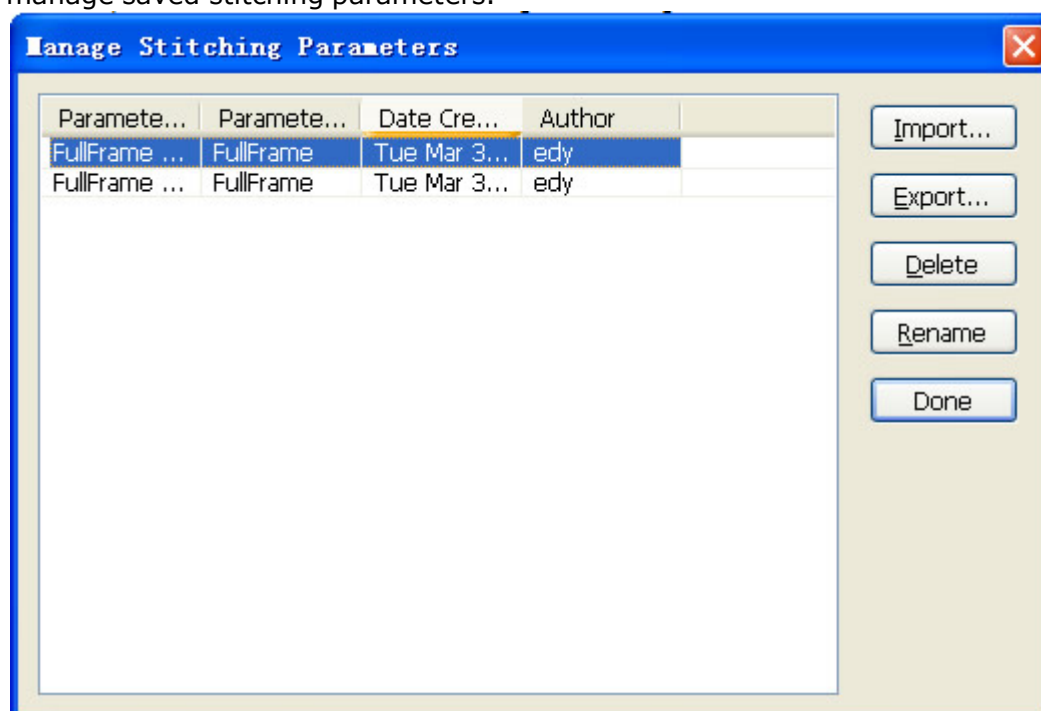 manage saved stitching parameters.
Manage Stitching Parameters
Paramete... Paramete... Date Cre... Author
FullFrame ... FullFrame Tue Mar 3... edy
FullFrame ... FullFrame Tue Mar 3... edy
Import...
Export...
Delete
Rename
Done